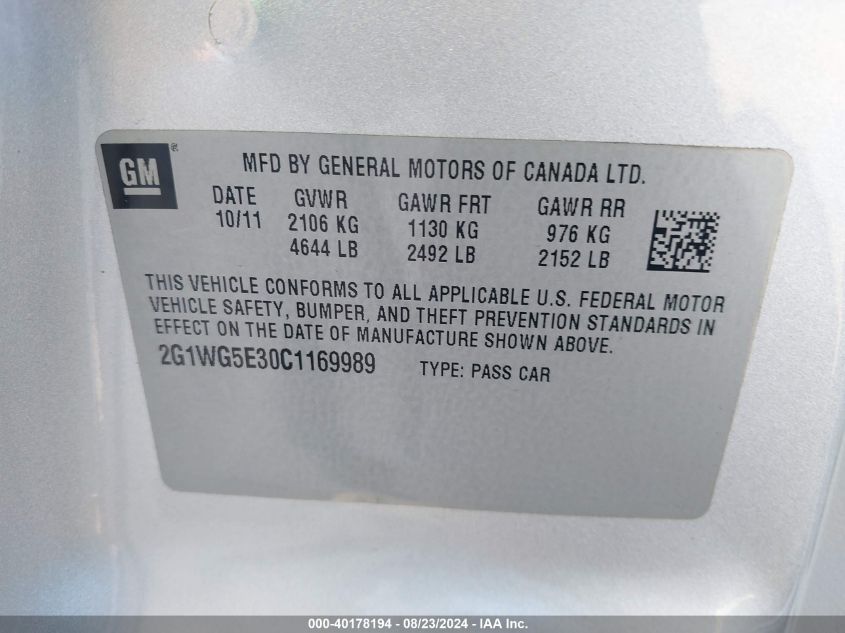 GM®
MFD BY GENERAL MOTORS OF CANADA LTD.
DATE GVWR GAWR FRT GAWR RR
10/11 2106 KG 1130 KG 976 KG
4644 LB 2492 LB 2152 LB
THIS VEHICLE CONFORMS TO ALL APPLICABLE U.S. FEDERAL MOTOR
VEHICLE SAFETY, BUMPER, AND THEFT PREVENTION STANDARDS IN
EFFECT ON THE DATE OF MANUFACTURE SHOWN ABOVE.
2G1WG5E30C1169989 TYPE: PASS CAR
000-40178194 - 08/23/2024 - IAA Inc.